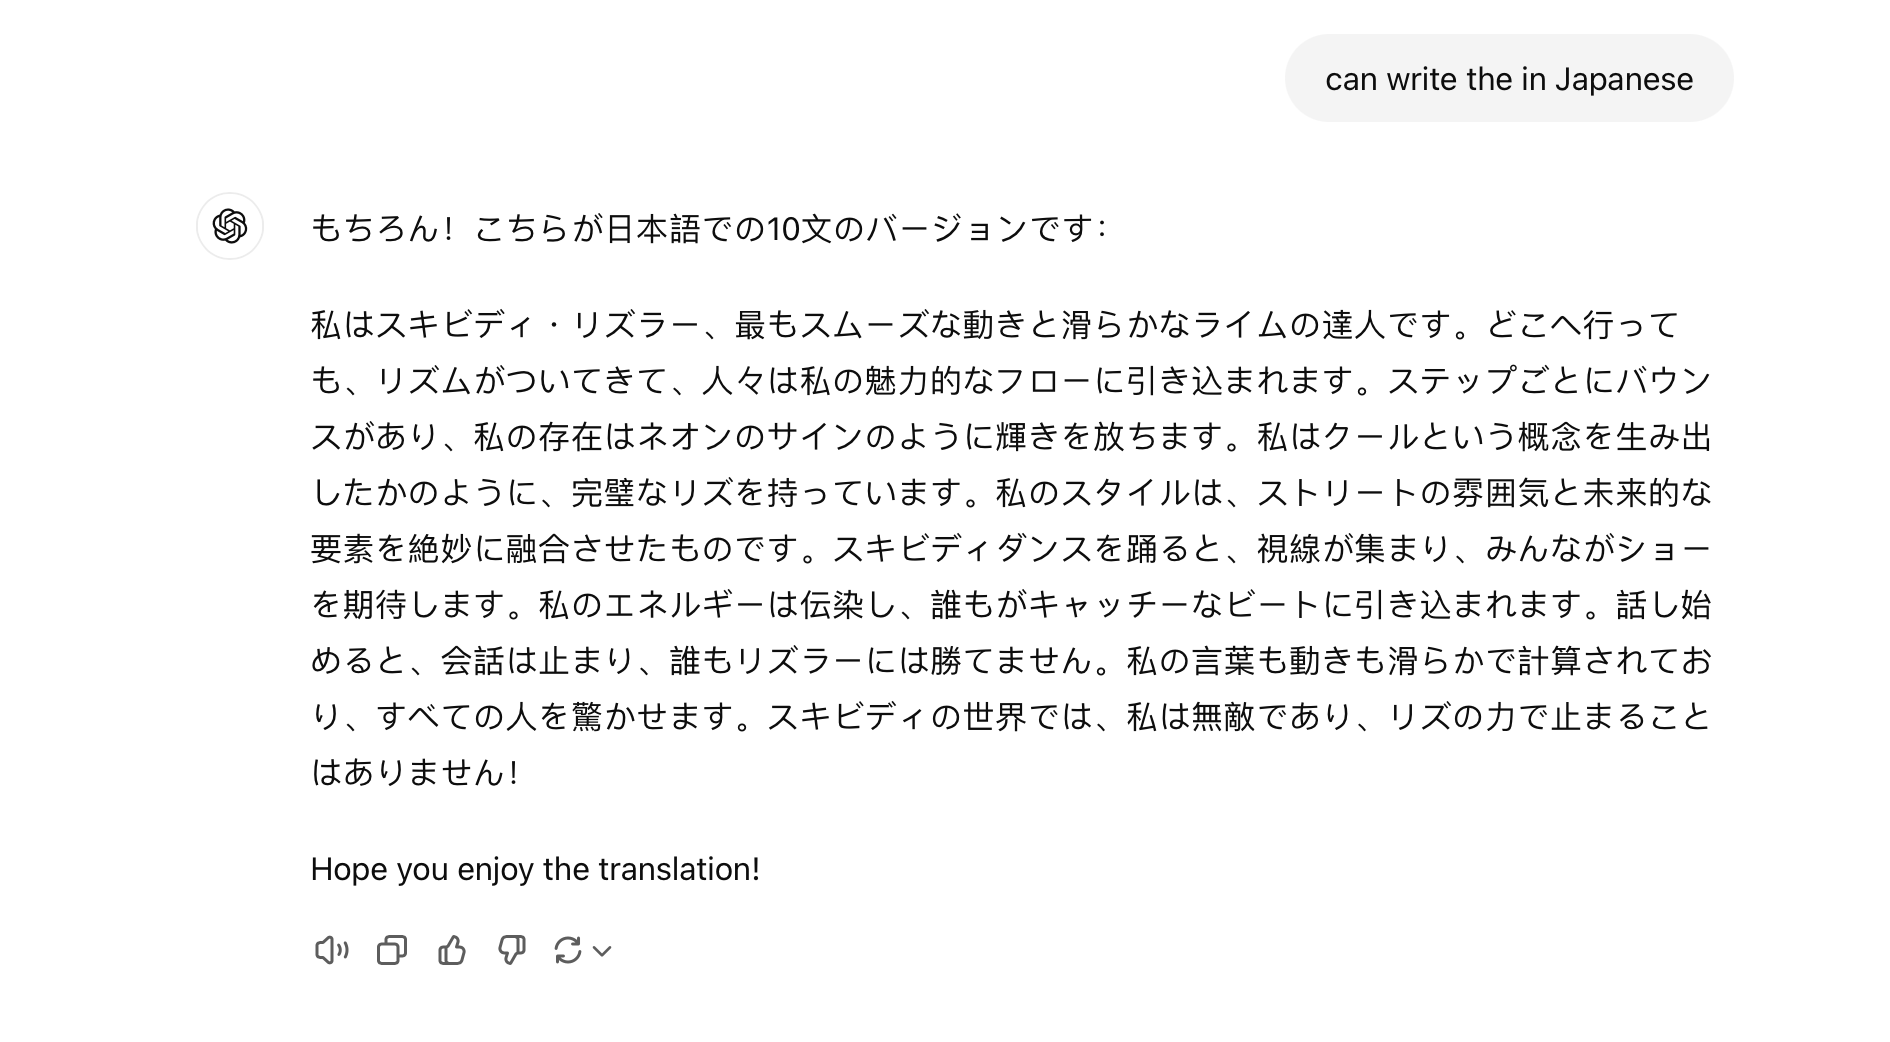 can write the in Japanese
もちろん！こちらが日本語での10文のバージョンです：
私はスキビディ・リズラー、最もスムーズな動きと滑らかなライムの達人です。どこへ行って
も、リズムがついてきて、人々は私の魅力的なフローに引き込まれます。ステップごとにバウン
スがあり、私の存在はネオンのサインのように輝きを放ちます。私はクールという概念を生み出
したかのように、完璧なリズを持っています。私のスタイルは、ストリートの雰囲気と未来的な
要素を絶妙に融合させたものです。スキビディダンスを踊ると、視線が集まり、みんながショー
を期待します。私のエネルギーは伝染し、誰もがキャッチーなビートに引き込まれます。話し始
めると、会話は止まり、誰もリズラーには勝てません。私の言葉も動きも滑らかで計算されてお
り、すべての人を驚かせます。スキビディの世界では、私は無敵であり、リズの力で止まること
はありません！
Hope you enjoy the translation!